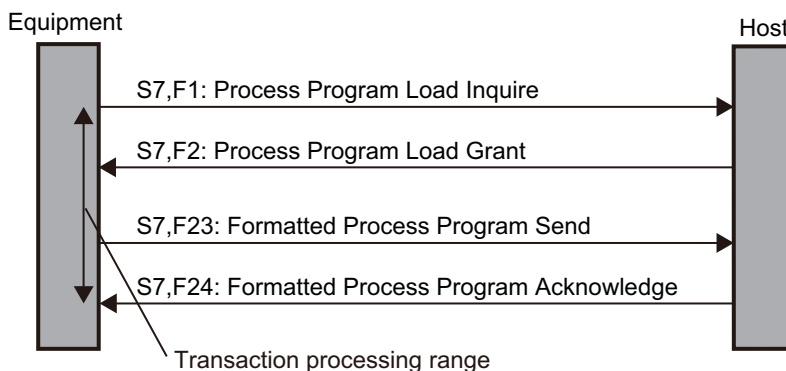 Equipment
Host
S7,F1: Process Program Load Inquire
S7,F2: Process Program Load Grant
S7,F23: Formatted Process Program Send
S7,F24: Formatted Process Program Acknowledge
Transaction processing range